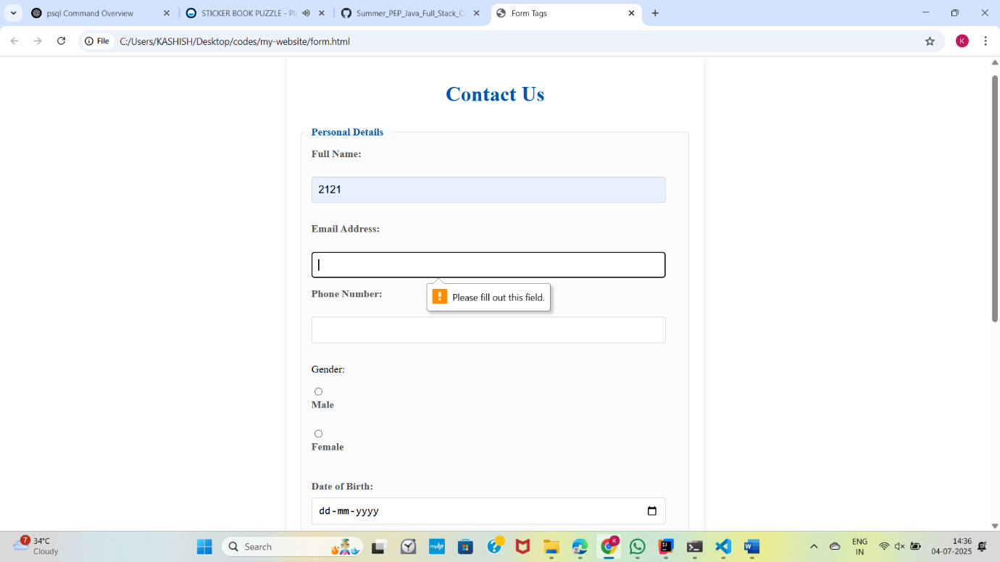 psql Command Overview
STICKER BOOK PUZZLE - Pl
Summer_PEP_Java_Full_Stack_C
Form Tags
File
C:/Users/KASHISH/Desktop/codes/my-website/form.html
K
Contact Us
Personal Details
Full Name:
2121
Email Address:
Please fill out this field.
Phone Number:
Gender:
Male
Female
Date of Birth:
dd-mm-yyyy
7
34°C
Cloudy
Search
myhp
K
ENG
IN
14:36
04-07-2025